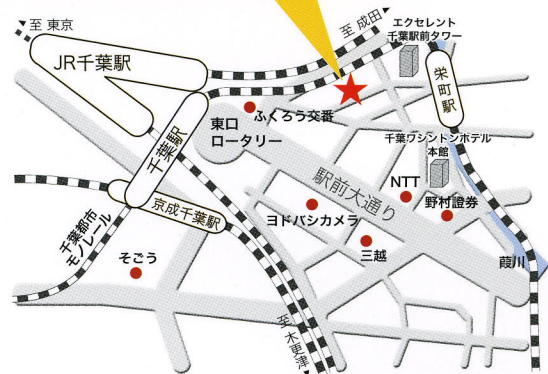 至 東京
至 成田
エクセレント
千葉駅前タワー
JR千葉駅
栄町駅
ふくろう交番
東口
ロータリー
千葉駅
千葉ワシントンホテル
本館
駅前大通り
NTT
野村證券
京成千葉駅
ヨドバシカメラ
千葉都市
モノレール
三越
そごう
葭川
至 木更津